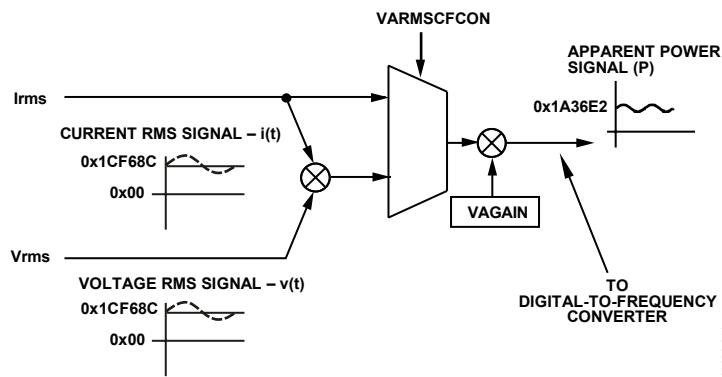 VARMSCFCON
APPARENT POWER
SIGNAL (P)
Irms
0x1A36E2
CURRENT RMS SIGNAL – i(t)
0x1CF68C
0x00
VAGAIN
Vrms
VOLTAGE RMS SIGNAL – v(t)
0x1CF68C
0x00
TO
DIGITAL-TO-FREQUENCY
CONVERTER